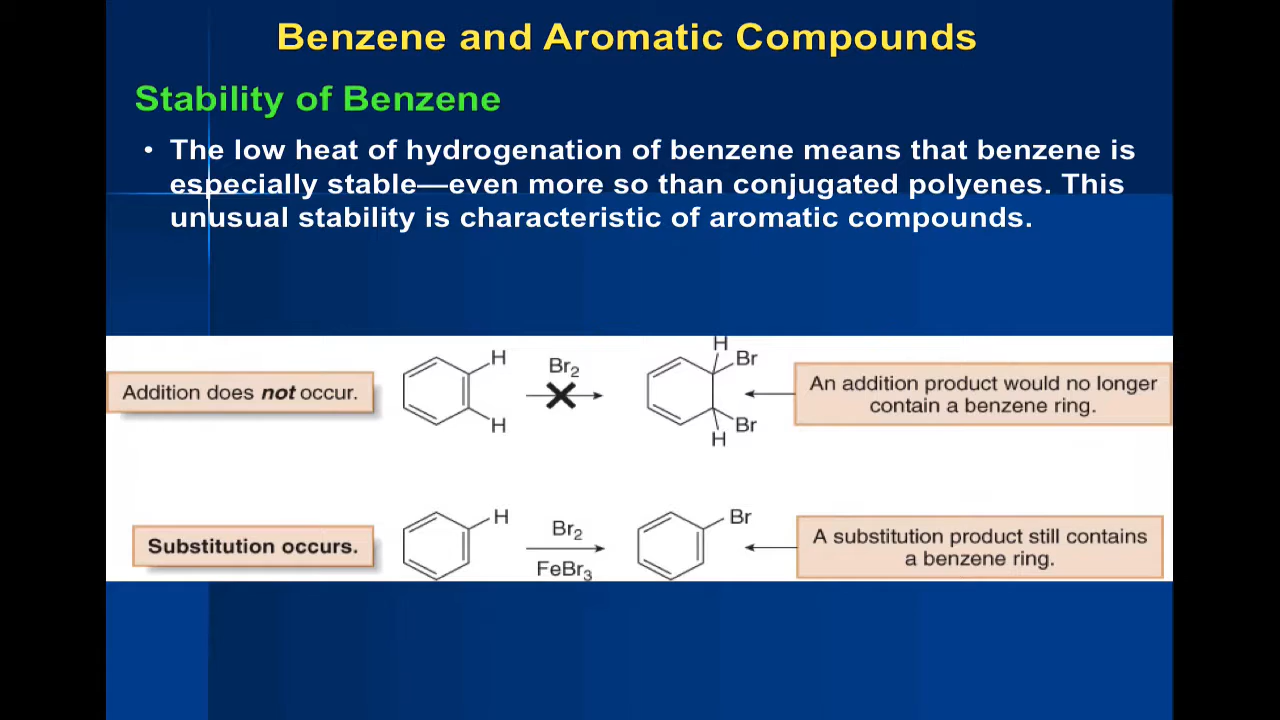 Benzene and Aromatic Compounds
Stability of Benzene
• The low heat of hydrogenation of benzene means that benzene is
especially stable—even more so than conjugated polyenes. This
unusual stability is characteristic of aromatic compounds.
Addition does not occur.
H
H
Br2
H
Br
Br
H
An addition product would no longer
contain a benzene ring.
Substitution occurs.
H
Br2
FeBr3
Br
A substitution product still contains
a benzene ring.